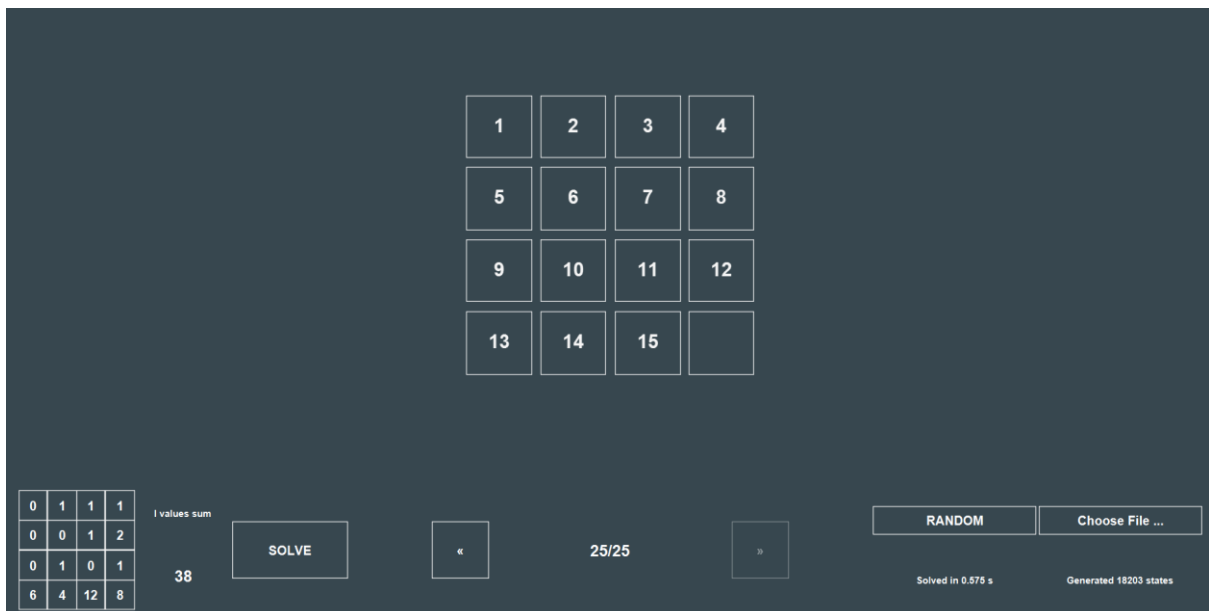 1 2 3 4
5 6 7 8
9 10 11 12
13 14 15
0 1 1 1
0 0 1 2
0 1 0 1
6 4 12 8
I values sum
38
SOLVE
«
25/25
»
RANDOM
Choose File ...
Solved in 0.575 s
Generated 18203 states